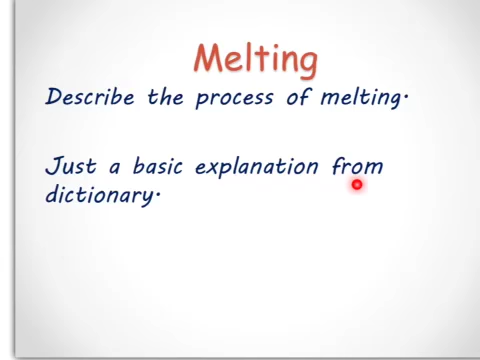 Melting
Describe the process of melting.
Just a basic explanation from
dictionary.